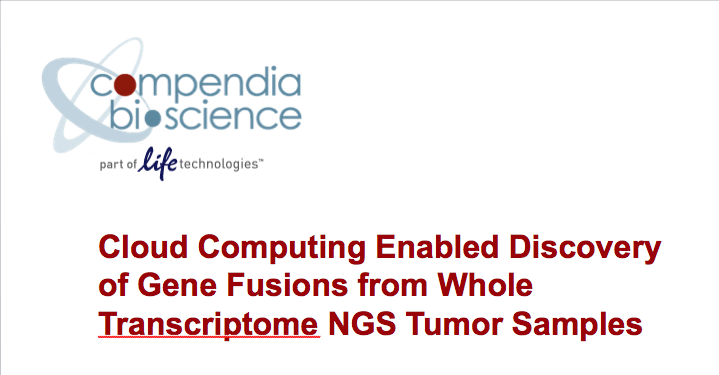 compendia
bioscience
part of life technologies™
Cloud Computing Enabled Discovery
of Gene Fusions from Whole
Transcriptome NGS Tumor Samples